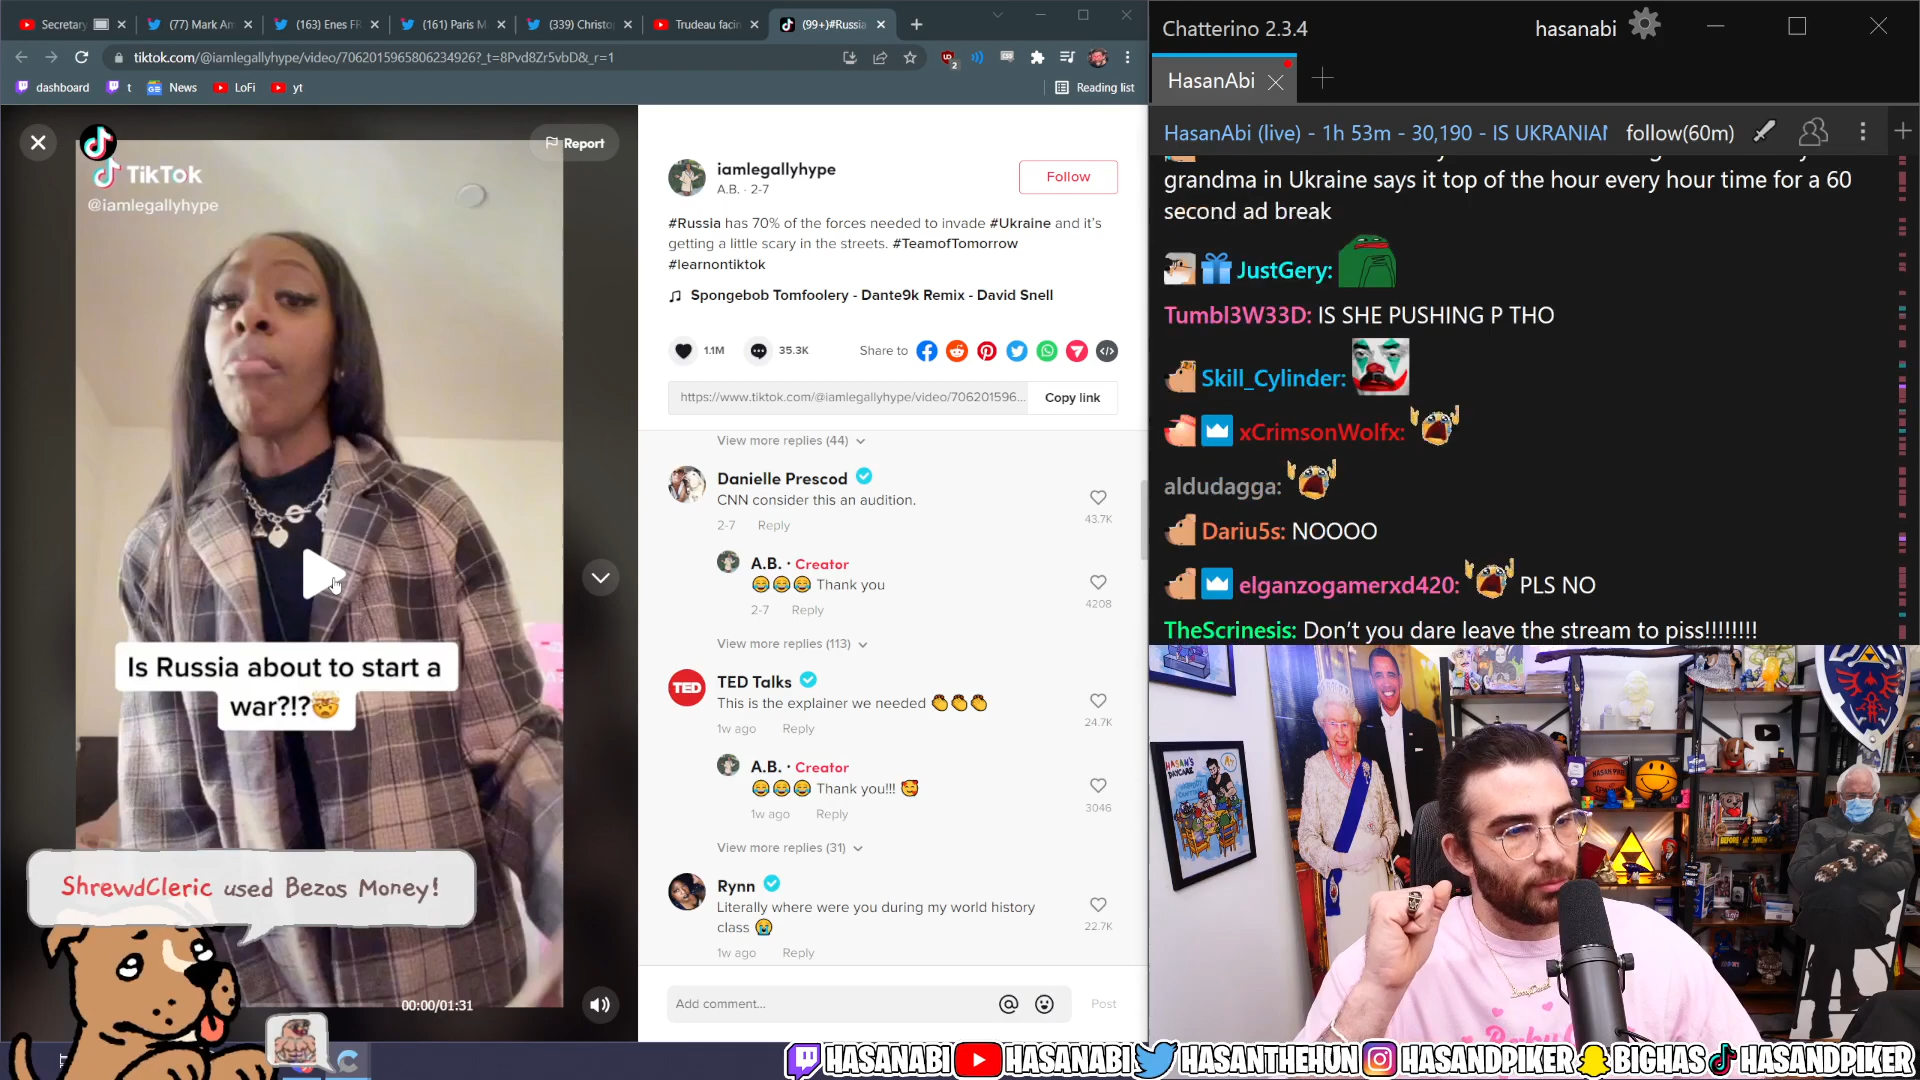 Secretary
(77) Mark Am
(163) Enes FR
(161) Paris M
(339) Christo
Trudeau facin
(99+)#Russia
tiktok.com/@iamlegallyhype/video/7062015965806234926?_t=8Pvd8Zr5vbD&_r=1
2
dashboard
t
News
LoFi
yt
Reading list
TikTok
@iamlegallyhype
Report
Is Russia about to start a
war?!?🤯
ShrewdCleric used Bezos Money!
00:00/01:31
iamlegallyhype
A.B. · 2-7
Follow
#Russia has 70% of the forces needed to invade #Ukraine and it's
getting a little scary in the streets. #TeamofTomorrow
#learnontiktok
Spongebob Tomfoolery - Dante9k Remix - David Snell
1.1M
35.3K
Share to
https://www.tiktok.com/@iamlegallyhype/video/706201596...
Copy link
View more replies (44)
Danielle Prescod
CNN consider this an audition.
2-7 Reply
43.7K
A.B. · Creator
😂😂😂 Thank you
2-7 Reply
4208
View more replies (113)
TED
TED Talks
This is the explainer we needed 👏👏👏
1w ago Reply
24.7K
A.B. · Creator
😂😂😂 Thank you!!! 🥰
1w ago Reply
3046
View more replies (31)
Rynn
Literally where were you during my world history
class 😭
1w ago Reply
22.7K
Add comment...
Post
Chatterino 2.3.4
hasanabi
HasanAbi
HasanAbi (live) - 1h 53m - 30,190 - IS UKRANIAN
follow(60m)
grandma in Ukraine says it top of the hour every hour time for a 60
second ad break
JustGery:
Tumbl3W33D: IS SHE PUSHING P THO
Skill_Cylinder:
xCrimsonWolfx:
aldudagga:
Dariu5s: NOOOO
elganzogamerxd420: PLS NO
TheScrinesis: Don't you dare leave the stream to piss!!!!!!!!
HASAN'S
DAYCARE
HASANABI
HASANABI
HASANTHEHUN
HASANDPIKER
BIGHAS
HASANDPIKER